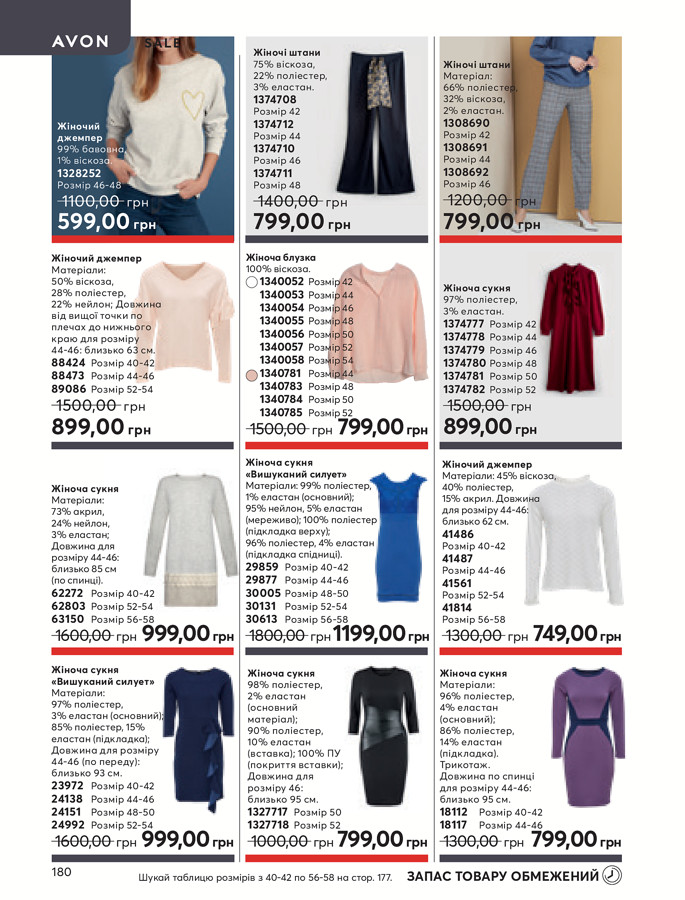 AVON
SALE
Жіночий
джемпер
99% бавовна,
1% віскоза.
1328252
Розмір 46-48
1100,00 грн
599,00 грн
Жіночі штани
75% віскоза,
22% поліестер,
3% еластан.
1374708
Розмір 42
1374712
Розмір 44
1374710
Розмір 46
1374711
Розмір 48
1400,00 грн
799,00 грн
Жіночі штани
Матеріал:
66% поліестер,
32% віскоза,
2% еластан.
1308690
Розмір 42
1308691
Розмір 44
1308692
Розмір 46
1200,00 грн
799,00 грн
Жіночий джемпер
Матеріали:
50% віскоза,
28% поліестер,
22% нейлон; Довжина
від вищої точки по
плечах до нижнього
краю для розміру
44-46: близько 63 см.
88424 Розмір 40-42
88473 Розмір 44-46
89086 Розмір 52-54
1500,00 грн
899,00 грн
Жіноча блузка
100% віскоза.
1340052 Розмір 42
1340053 Розмір 44
1340054 Розмір 46
1340055 Розмір 48
1340056 Розмір 50
1340057 Розмір 52
1340058 Розмір 54
1340781 Розмір 44
1340783 Розмір 48
1340784 Розмір 50
1340785 Розмір 52
1500,00 грн 799,00 грн
Жіноча сукня
97% поліестер,
3% еластан.
1374777 Розмір 42
1374778 Розмір 44
1374779 Розмір 46
1374780 Розмір 48
1374781 Розмір 50
1374782 Розмір 52
1500,00 грн
899,00 грн
Жіноча сукня
Матеріали:
73% акрил,
24% нейлон,
3% еластан;
Довжина для
розміру 44-46:
близько 85 см
(по спинці).
62272 Розмір 40-42
62803 Розмір 52-54
63150 Розмір 56-58
1600,00 грн 999,00 грн
Жіноча сукня
«Вишуканий силует»
Матеріали: 99% поліестер,
1% еластан (основний);
95% нейлон, 5% еластан
(мереживо); 100% поліестер
(підкладка верху);
96% поліестер, 4% еластан
(підкладка спідниці).
29859 Розмір 40-42
29877 Розмір 44-46
30005 Розмір 48-50
30131 Розмір 52-54
30613 Розмір 56-58
1800,00 грн 1199,00 грн
Жіночий джемпер
Матеріали: 45% віскоза,
40% поліестер,
15% акрил. Довжина
для розміру 44-46:
близько 62 см.
41486
Розмір 40-42
41487
Розмір 44-46
41561
Розмір 52-54
41814
Розмір 56-58
1300,00 грн 749,00 грн
Жіноча сукня
«Вишуканий силует»
Матеріали:
97% поліестер,
3% еластан (основний);
85% поліестер, 15%
еластан (підкладка);
Довжина для розміру
44-46 (по переду):
близько 93 см.
23972 Розмір 40-42
24138 Розмір 44-46
24151 Розмір 48-50
24992 Розмір 52-54
1600,00 грн 999,00 грн
Жіноча сукня
98% поліестер,
2% еластан
(основний
матеріал);
90% поліестер,
10% еластан
(вставка); 100% ПУ
(покриття вставки);
Довжина для
розміру 46:
близько 95 см.
1327717 Розмір 50
1327718 Розмір 52
1000,00 грн 799,00 грн
Жіноча сукня
Матеріали:
96% поліестер,
4% еластан
(основний);
86% поліестер,
14% еластан
(підкладка).
Трикотаж.
Довжина по спинці
для розміру 44-46:
близько 95 см.
18112 Розмір 40-42
18117 Розмір 44-46
1300,00 грн 799,00 грн
180
Шукай таблицю розмірів з 40-42 по 56-58 на стор. 177.
ЗАПАС ТОВАРУ ОБМЕЖЕНИЙ